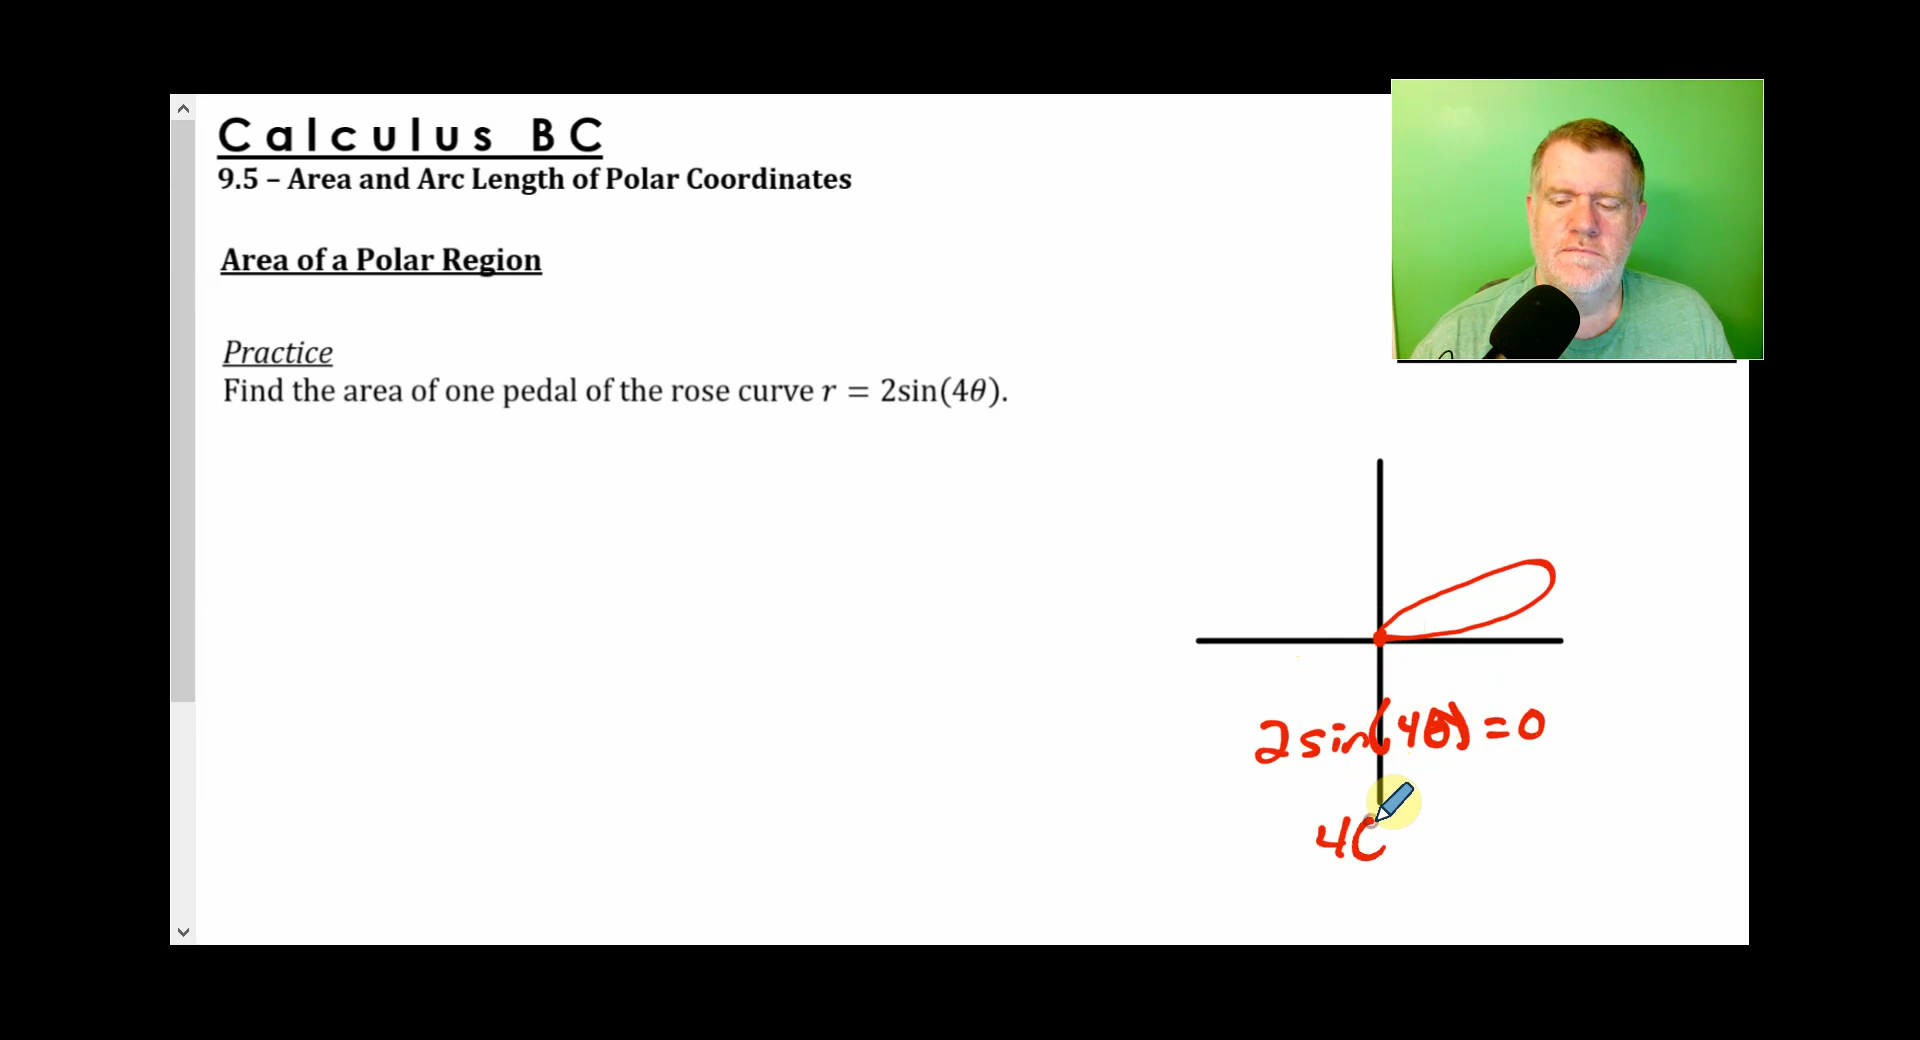 Calculus BC
9.5 – Area and Arc Length of Polar Coordinates
Area of a Polar Region
Practice
Find the area of one pedal of the rose curve r = 2sin(4θ).
2sin(4θ) = 0
4